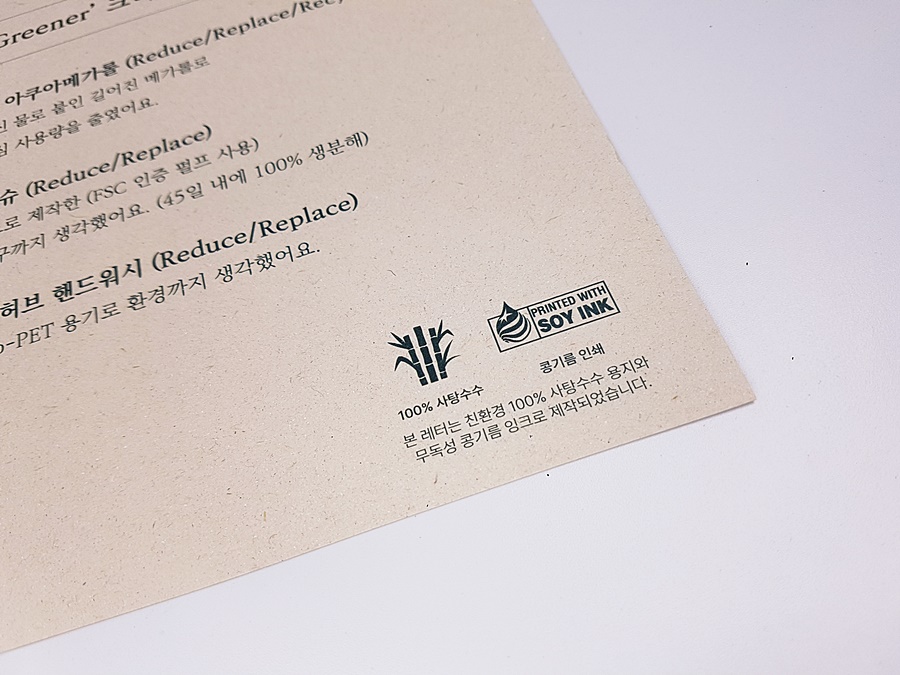 Greener’
아쿠아메가롤 (Reduce/Replace/Recy
물로 붙인 길어진 메가롤로
사용량을 줄였어요.
슈 (Reduce/Replace)
로 제작한 (FSC 인증 펄프 사용)
구까지 생각했어요. (45일 내에 100% 생분해)
허브 핸드워시 (Reduce/Replace)
o-PET 용기로 환경까지 생각했어요.
PRINTED WITH
SOY INK
100% 사탕수수
콩기름 인쇄
본 레터는 친환경 100% 사탕수수 용지와
무독성 콩기름 잉크로 제작되었습니다.